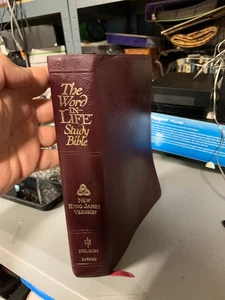 The
Word
IN
LIFE
Study
Bible
NEW
KING JAMES
VERSION
NELSON